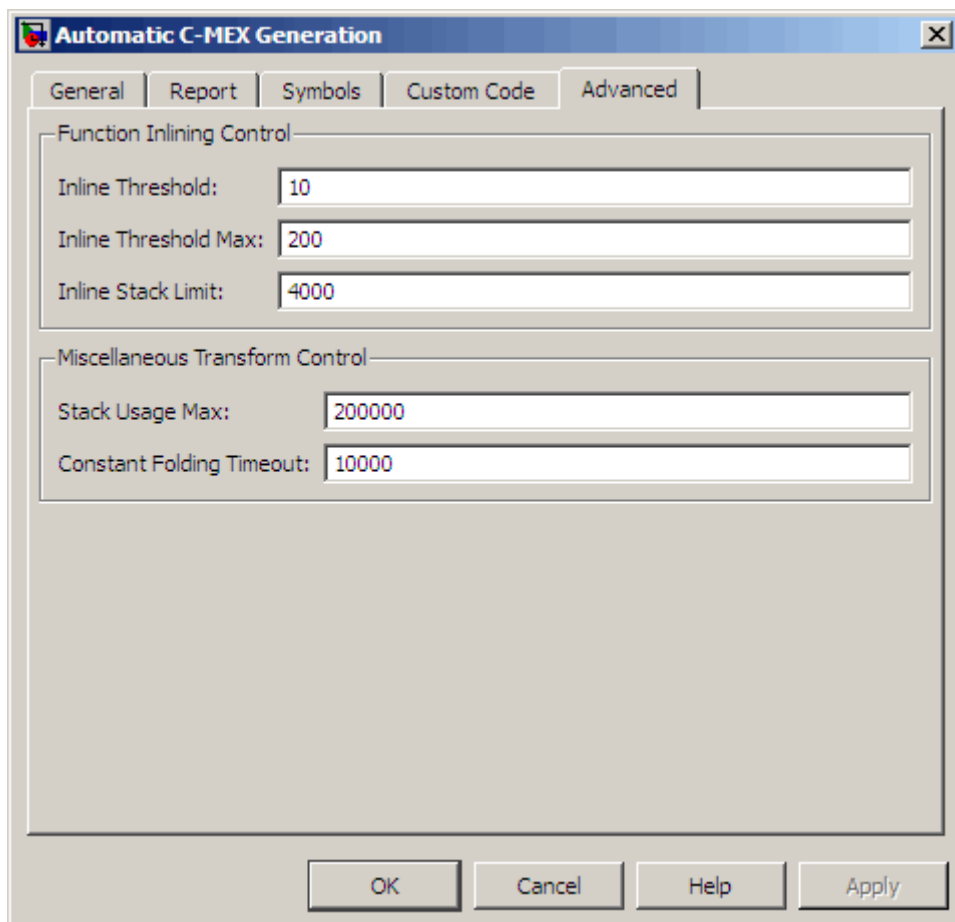 Automatic C-MEX Generation
General Report Symbols Custom Code Advanced
Function Inlining Control
Inline Threshold: 10
Inline Threshold Max: 200
Inline Stack Limit: 4000
Miscellaneous Transform Control
Stack Usage Max: 200000
Constant Folding Timeout: 10000
OK Cancel Help Apply